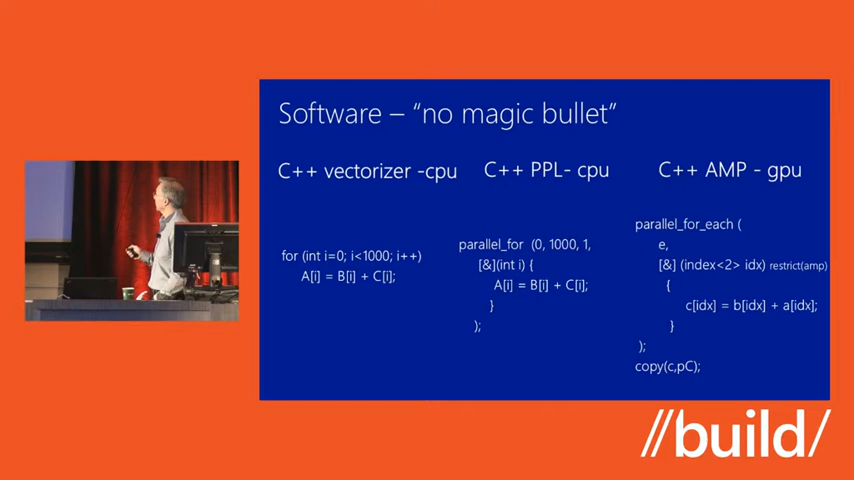 Software – “no magic bullet”
C++ vectorizer -cpu
for (int i=0; i<1000; i++)
A[i] = B[i] + C[i];
C++ PPL- cpu
parallel_for (0, 1000, 1,
[&](int i) {
A[i] = B[i] + C[i];
}
);
C++ AMP - gpu
parallel_for_each (
e,
[&] (index<2> idx) restrict(amp)
{
c[idx] = b[idx] + a[idx];
}
);
copy(c,pC);
//build/